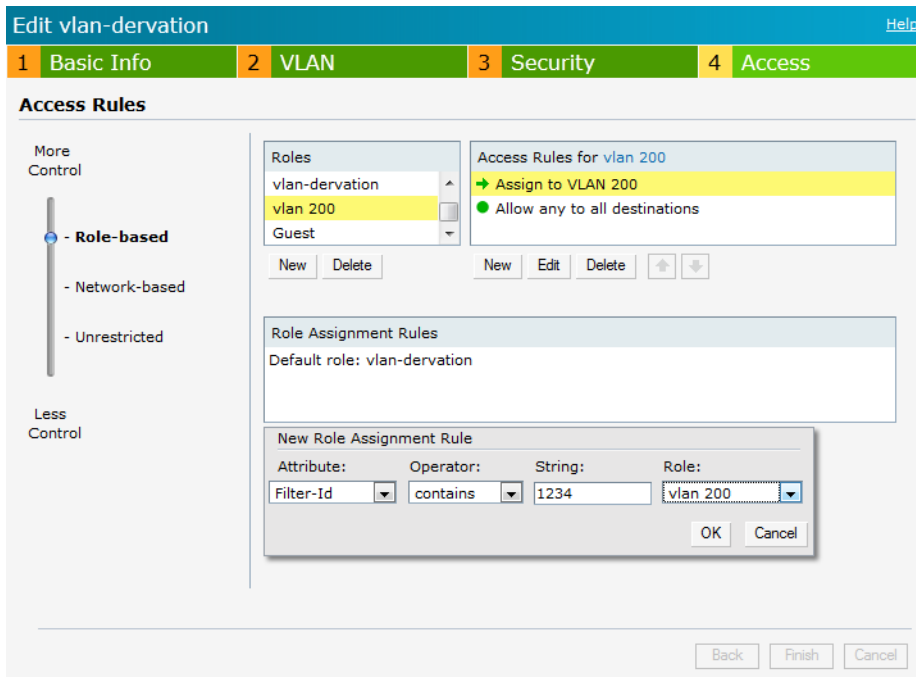 Edit vlan-dervation Help
1 Basic Info 2 VLAN 3 Security 4 Access
Access Rules
More
Control
- Role-based
- Network-based
- Unrestricted
Less
Control
Roles
vlan-dervation
vlan 200
Guest
New Delete
Access Rules for vlan 200
Assign to VLAN 200
Allow any to all destinations
New Edit Delete
Role Assignment Rules
Default role: vlan-dervation
New Role Assignment Rule
Attribute: Operator: String: Role:
Filter-Id contains 1234 vlan 200
OK Cancel
Back Finish Cancel